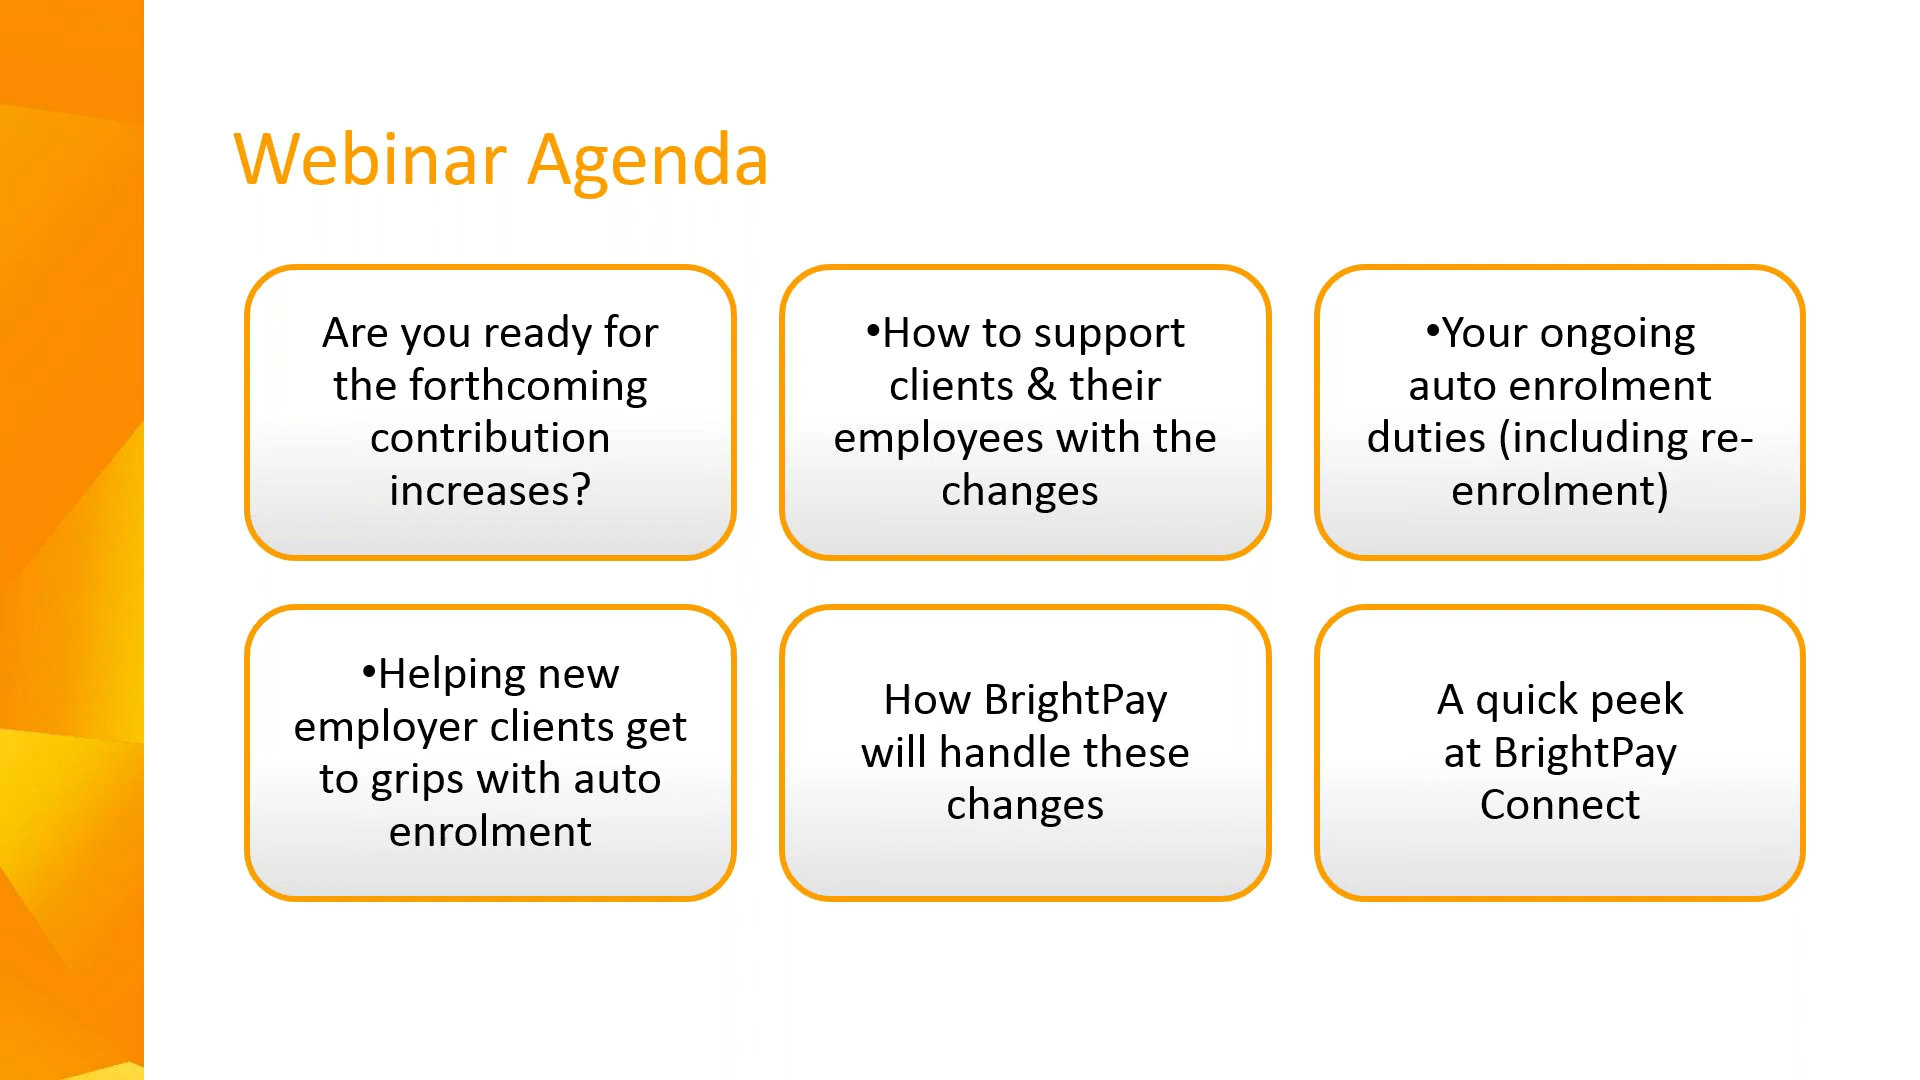 Webinar Agenda
Are you ready for
the forthcoming
contribution
increases?
•How to support
clients & their
employees with the
changes
•Your ongoing
auto enrolment
duties (including re-
enrolment)
•Helping new
employer clients get
to grips with auto
enrolment
How BrightPay
will handle these
changes
A quick peek
at BrightPay
Connect